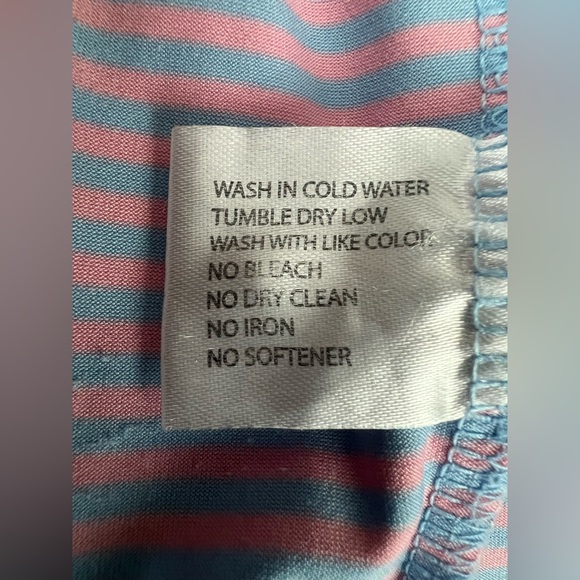 WASH IN COLD WATER
TUMBLE DRY LOW
WASH WITH LIKE COLOR
NO BLEACH
NO DRY CLEAN
NO IRON
NO SOFTENER